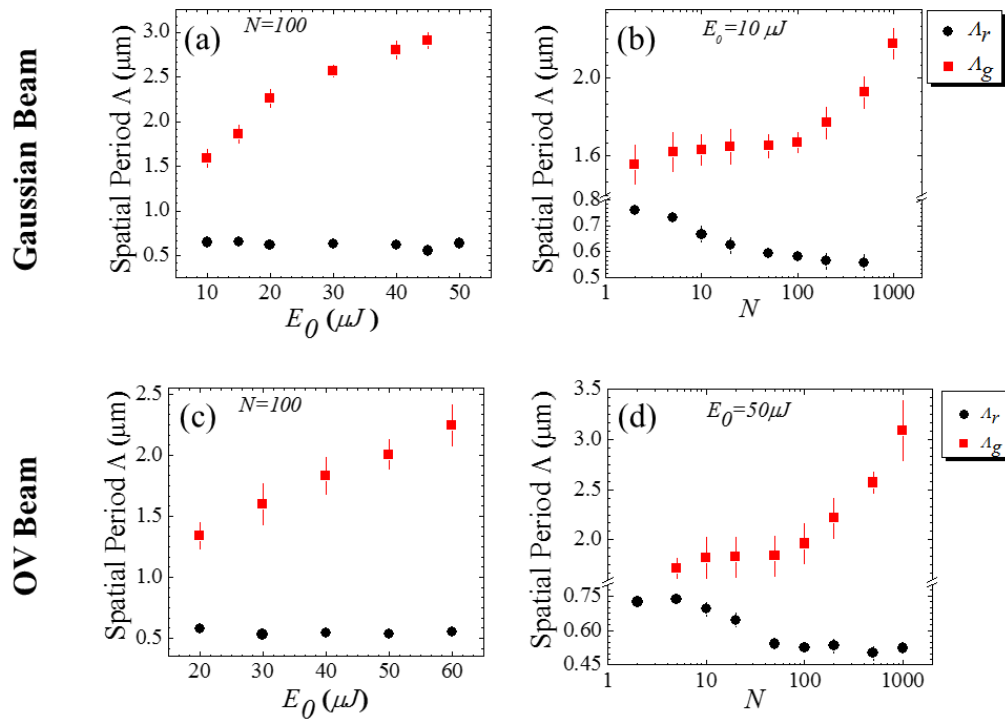 Gaussian Beam
(a)
N=100
Spatial Period Λ (μm)
3.0
2.5
2.0
1.5
1.0
0.5
10 20 30 40 50
E0 (μJ)
(b)
E0=10 μJ
Spatial Period Λ (μm)
2.0
1.6
0.8
0.7
0.6
0.5
1 10 100 1000
N
Λr
Λg
OV Beam
(c)
N=100
Spatial Period Λ (μm)
2.5
2.0
1.5
1.0
0.5
20 30 40 50 60
E0 (μJ)
(d)
E0=50μJ
Spatial Period Λ (μm)
3.5
3.0
2.5
2.0
0.75
0.60
0.45
1 10 100 1000
N
Λr
Λg